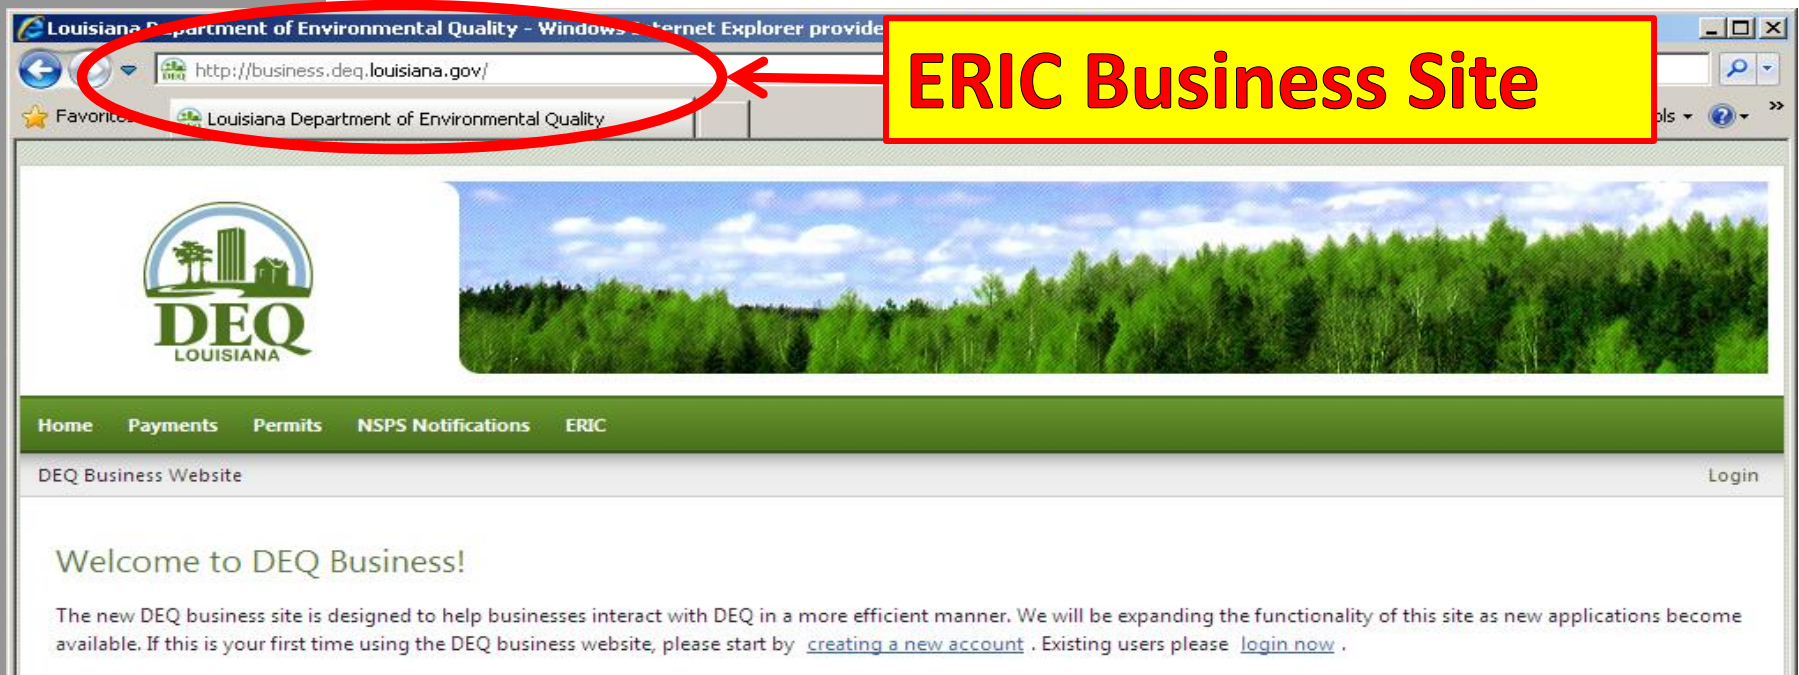 Louisiana Department of Environmental Quality - Windows Internet Explorer provide
ERIC Business Site
http://business.deq.louisiana.gov/
Favorites
Louisiana Department of Environmental Quality
DEQ
LOUISIANA
Home Payments Permits NSPS Notifications ERIC
DEQ Business Website Login
Welcome to DEQ Business!
The new DEQ business site is designed to help businesses interact with DEQ in a more efficient manner. We will be expanding the functionality of this site as new applications become
available. If this is your first time using the DEQ business website, please start by creating a new account . Existing users please login now .